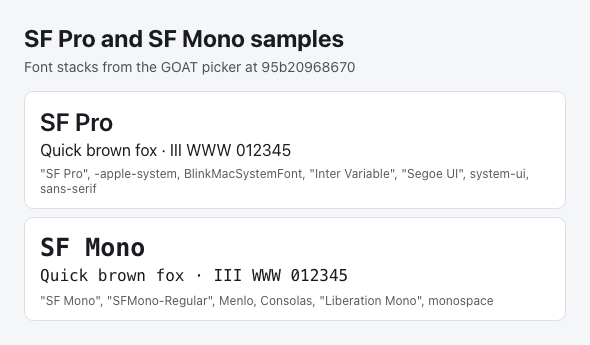 SF Pro and SF Mono samples
Font stacks from the GOAT picker at 95b20968670
SF Pro
Quick brown fox · III WWW 012345
"SF Pro", -apple-system, BlinkMacSystemFont, "Inter Variable", "Segoe UI", system-ui,
sans-serif
SF Mono
Quick brown fox · III WWW 012345
"SF Mono", "SFMono-Regular", Menlo, Consolas, "Liberation Mono", monospace